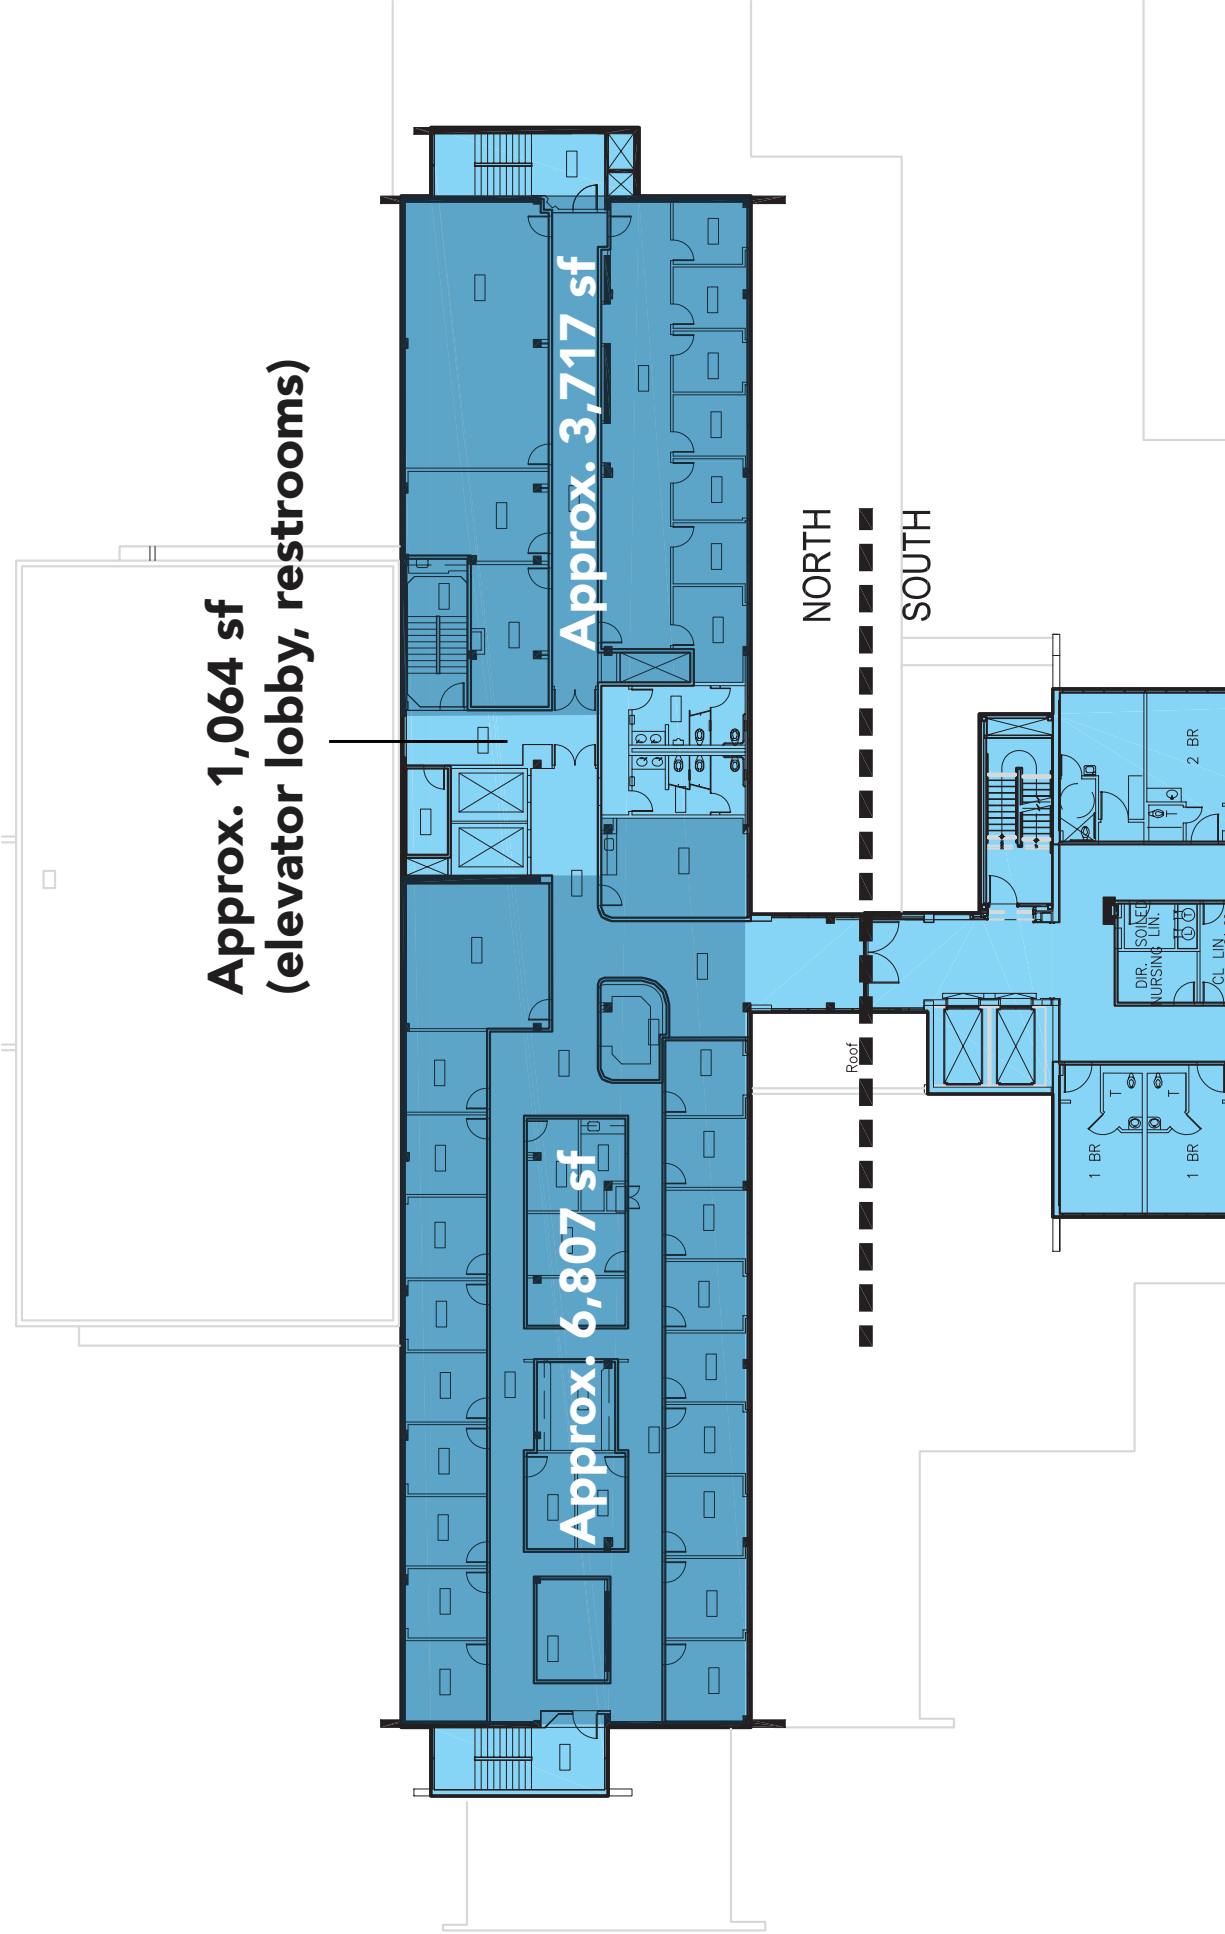 Approx. 1,064 sf
(elevator lobby, restrooms)
Approx. 3,717 sf
Approx. 6,807 sf
NORTH
SOUTH
Roof
2 BR
T
DIR.
NURSING
SOILED
LIN.
L
T
CL LIN.
T
T
1 BR
1 BR